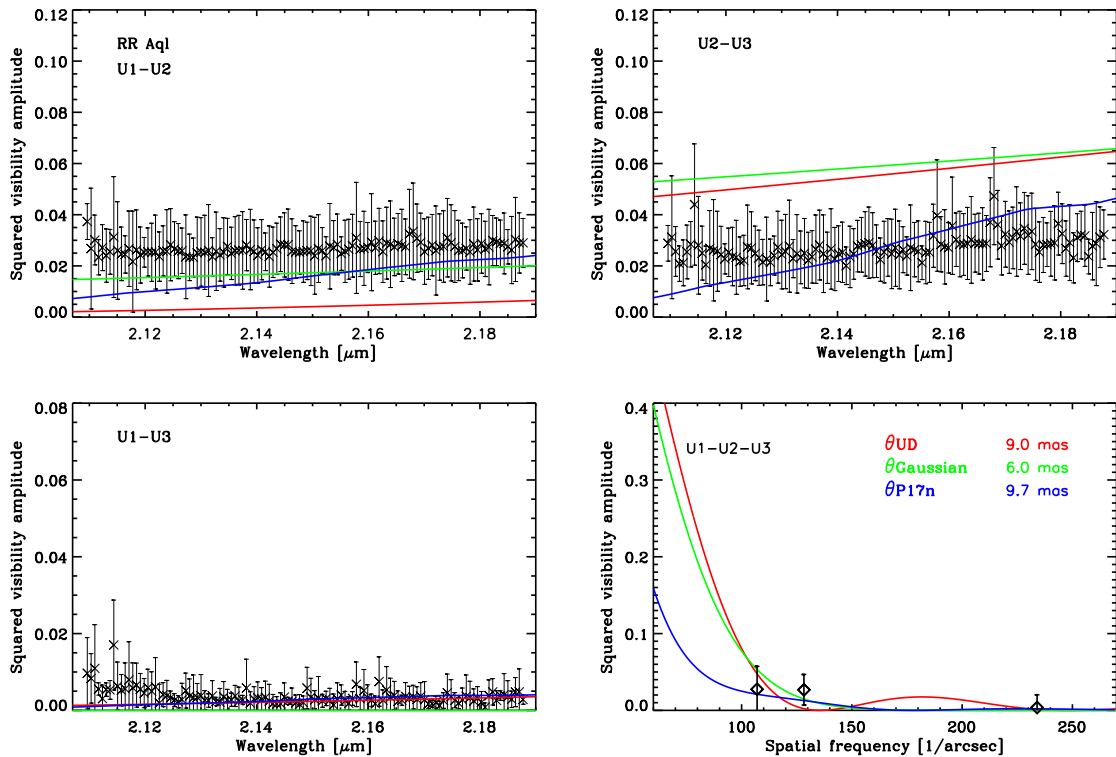 0.12
0.10
0.08
0.06
0.04
0.02
0.00
Squared visibility amplitude
RR Aql
U1-U2
2.12 2.14 2.16 2.18
Wavelength [μm]
0.12
0.10
0.08
0.06
0.04
0.02
0.00
Squared visibility amplitude
U2-U3
2.12 2.14 2.16 2.18
Wavelength [μm]
0.08
0.06
0.04
0.02
0.00
Squared visibility amplitude
U1-U3
2.12 2.14 2.16 2.18
Wavelength [μm]
0.4
0.3
0.2
0.1
0.0
Squared visibility amplitude
U1-U2-U3
θUD 9.0 mas
θGaussian 6.0 mas
θP17n 9.7 mas
100 150 200 250
Spatial frequency [1/arcsec]